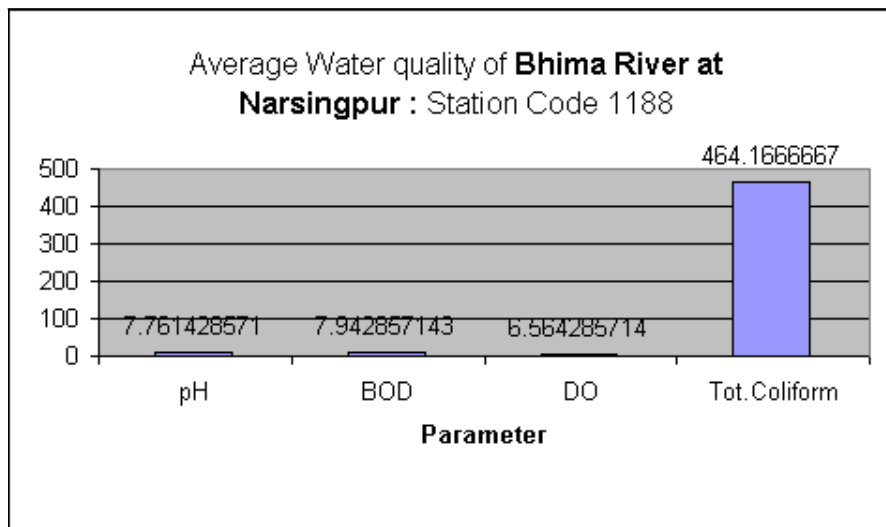 Average Water quality of Bhima River at
Narsingpur : Station Code 1188
464.1666667
500
400
300
200
100
0
7.761428571
7.942857143
6.564285714
pH
BOD
DO
Tot.Coliform
Parameter